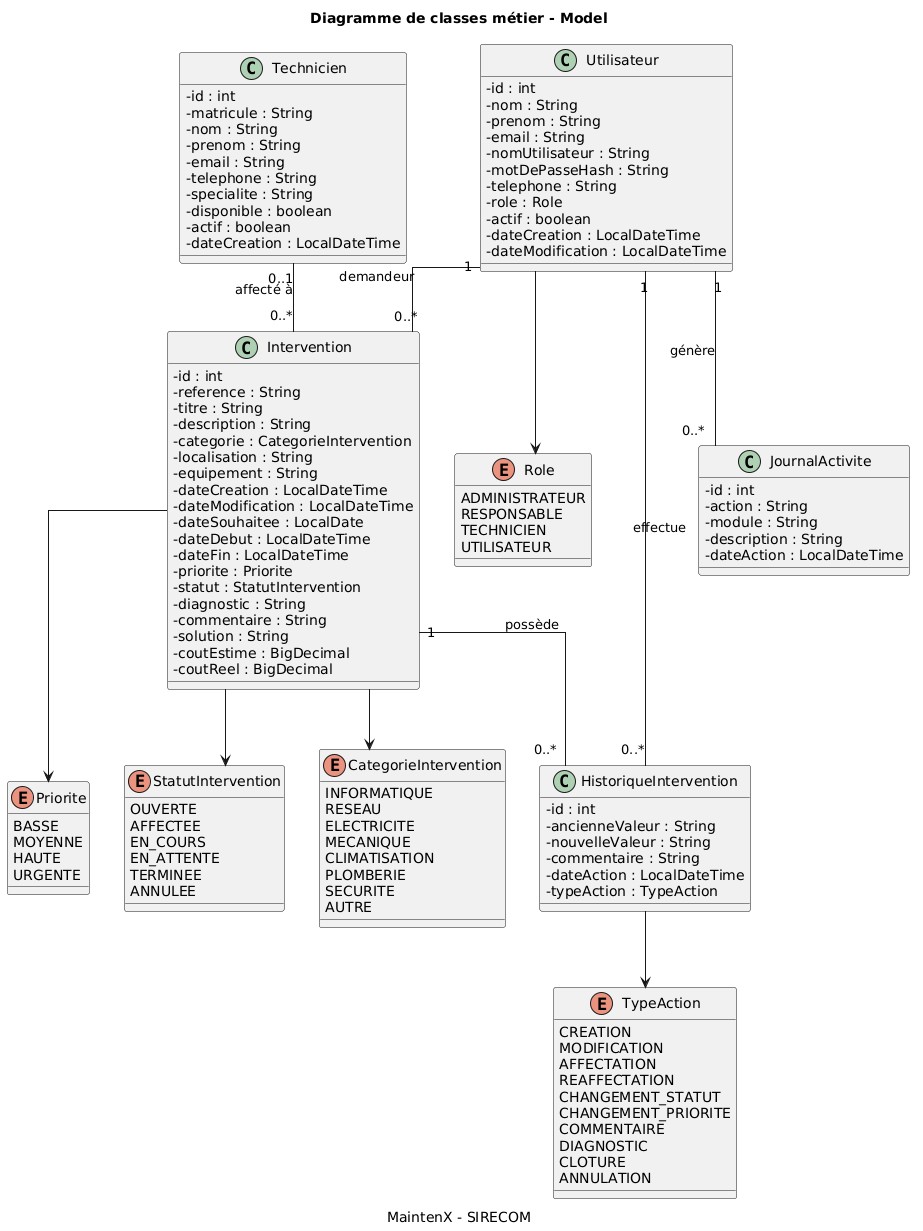 Diagramme de classes métier - Model
C Technicien
-id : int
-matricule : String
-nom : String
-prenom : String
-email : String
-telephone : String
-specialite : String
-disponible : boolean
-actif : boolean
-dateCreation : LocalDateTime
C Utilisateur
-id : int
-nom : String
-prenom : String
-email : String
-nomUtilisateur : String
-motDePasseHash : String
-telephone : String
-role : Role
-actif : boolean
-dateCreation : LocalDateTime
-dateModification : LocalDateTime
0..1
affecté à
0..*
1
demandeur
0..*
1
effectue
0..*
1
génère
0..*
C Intervention
-id : int
-reference : String
-titre : String
-description : String
-categorie : CategorieIntervention
-localisation : String
-equipement : String
-dateCreation : LocalDateTime
-dateModification : LocalDateTime
-dateSouhaitee : LocalDate
-dateDebut : LocalDateTime
-dateFin : LocalDateTime
-priorite : Priorite
-statut : StatutIntervention
-diagnostic : String
-commentaire : String
-solution : String
-coutEstime : BigDecimal
-coutReel : BigDecimal
E Role
ADMINISTRATEUR
RESPONSABLE
TECHNICIEN
UTILISATEUR
C JournalActivite
-id : int
-action : String
-module : String
-description : String
-dateAction : LocalDateTime
1
possède
0..*
E Priorite
BASSE
MOYENNE
HAUTE
URGENTE
E StatutIntervention
OUVERTE
AFFECTEE
EN_COURS
EN_ATTENTE
TERMINEE
ANNULEE
E CategorieIntervention
INFORMATIQUE
RESEAU
ELECTRICITE
MECANIQUE
CLIMATISATION
PLOMBERIE
SECURITE
AUTRE
C HistoriqueIntervention
-id : int
-ancienneValeur : String
-nouvelleValeur : String
-commentaire : String
-dateAction : LocalDateTime
-typeAction : TypeAction
E TypeAction
CREATION
MODIFICATION
AFFECTATION
REAFFECTATION
CHANGEMENT_STATUT
CHANGEMENT_PRIORITE
COMMENTAIRE
DIAGNOSTIC
CLOTURE
ANNULATION
MaintenX - SIRECOM